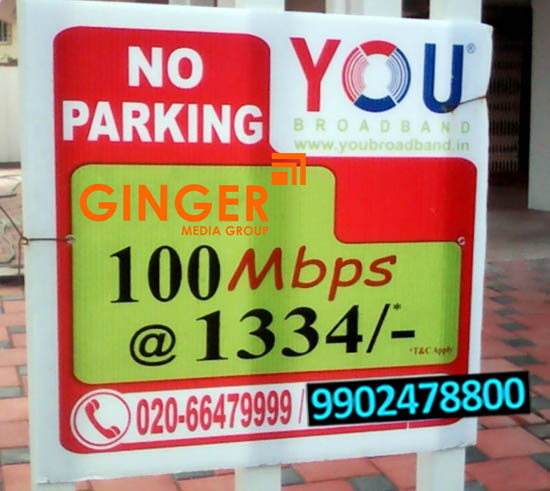 NO
PARKING
YOU®
BROADBAND
www.youbroadband.in
GINGER
MEDIA GROUP
100 Mbps
@ 1334/-*
*T&C Apply
020-66479999 / 9902478800